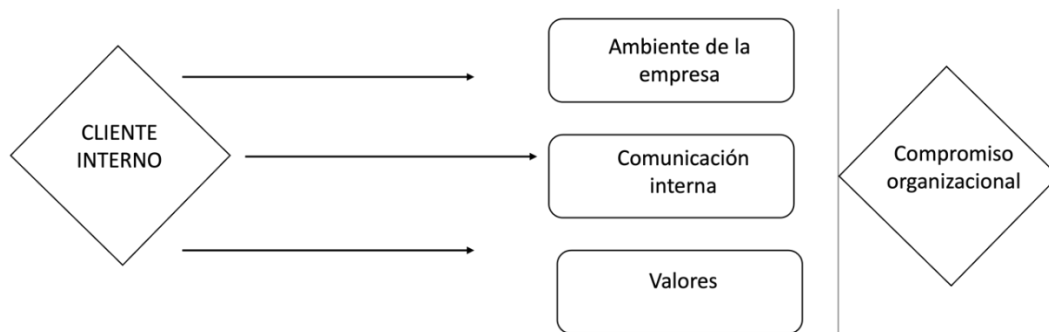 CLIENTE
INTERNO
Ambiente de la
empresa
Comunicación
interna
Valores
Compromiso
organizacional